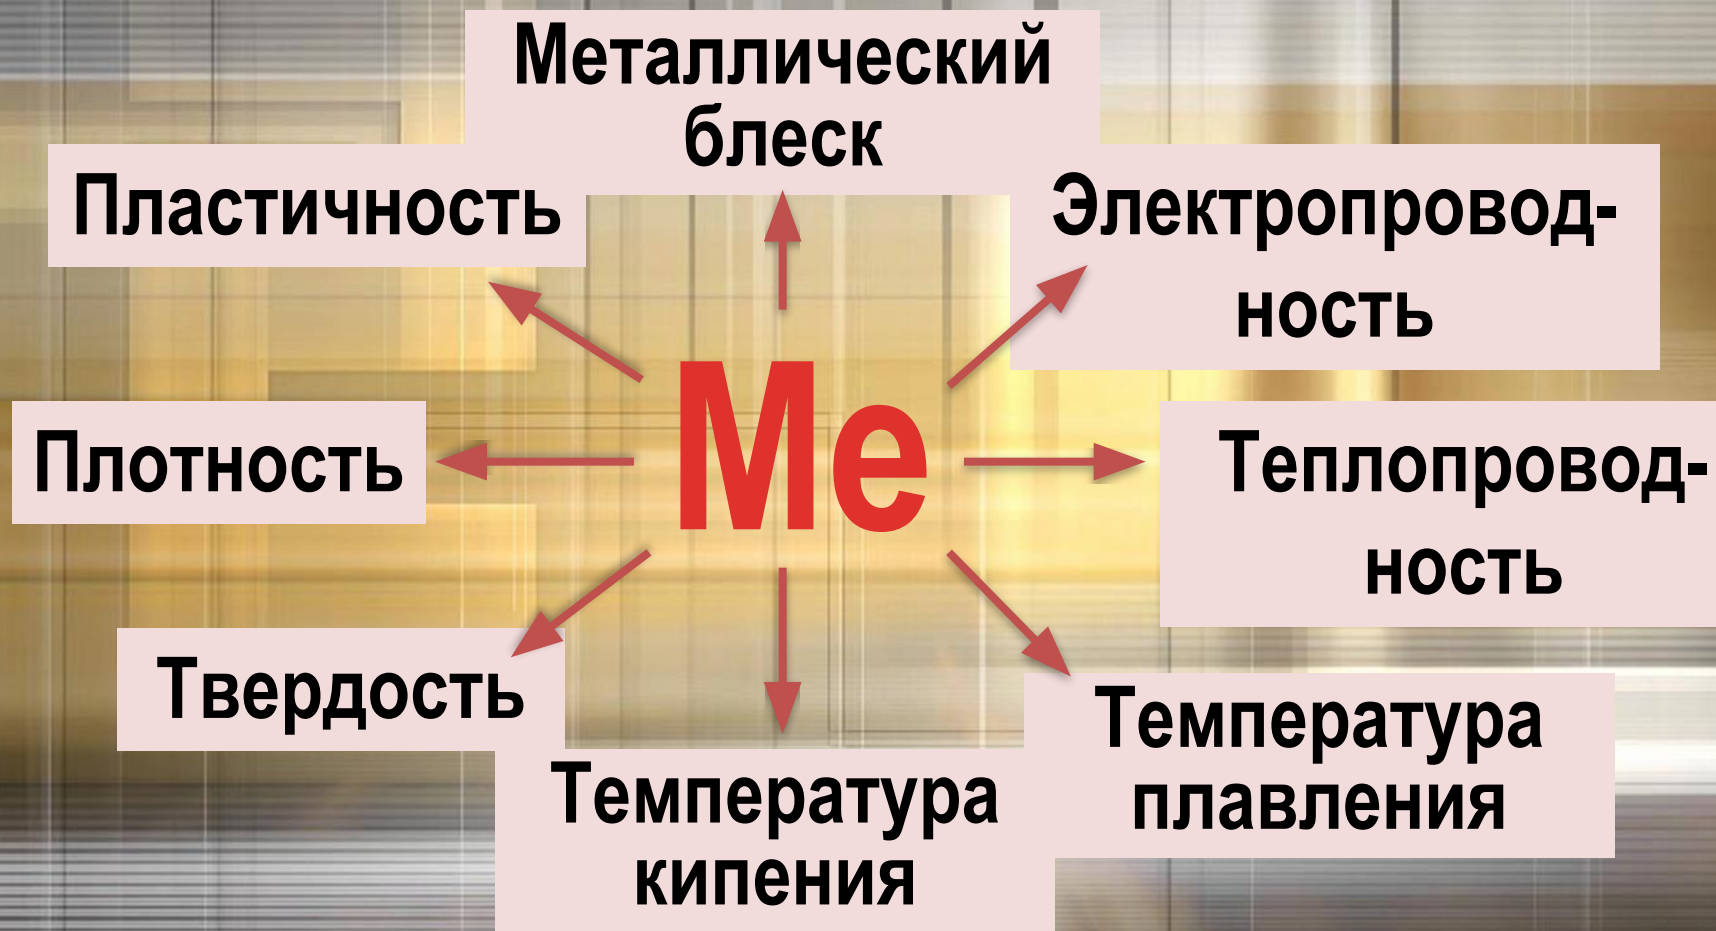 Металлический
блеск
Пластичность
Электропровод-
ность
Me
Плотность
Теплопровод-
ность
Твердость
Температура
плавления
Температура
кипения